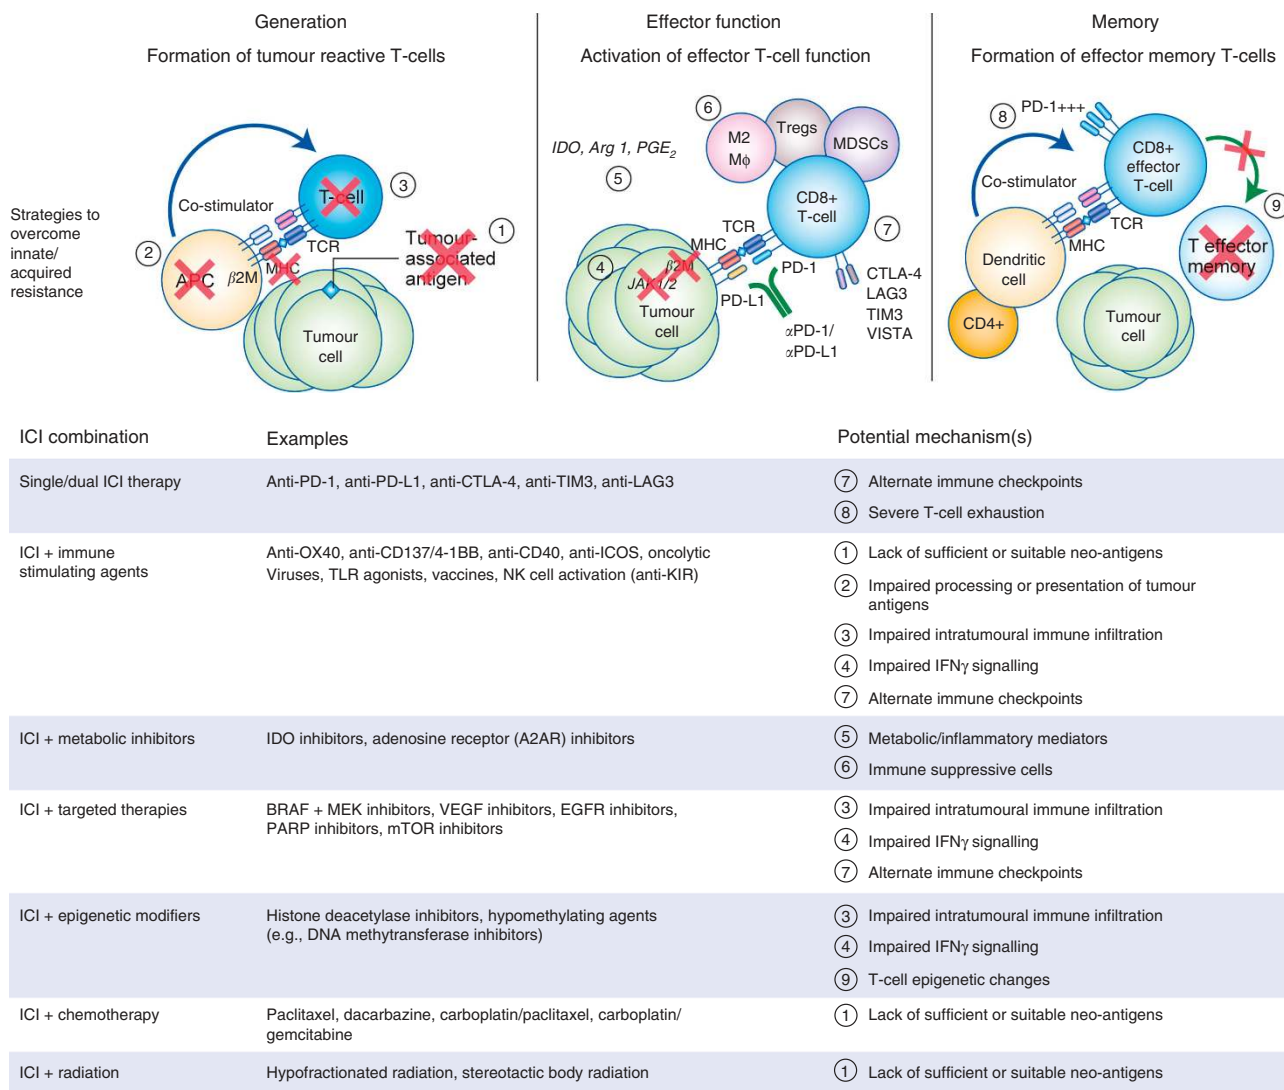 Generation
Formation of tumour reactive T-cells
Effector function
Activation of effector T-cell function
Memory
Formation of effector memory T-cells
Strategies to
overcome
innate/
acquired
resistance
T-cell
3
Co-stimulator
TCR
1
Tumour-
associated
antigen
2
APC
β2M
MHC
Tumour
cell
6
M2
Mϕ
Tregs
MDSCs
IDO, Arg 1, PGE2
5
CD8+
T-cell
7
TCR
MHC
4
β2M
JAK1/2
Tumour
cell
PD-1
PD-L1
αPD-1/
αPD-L1
CTLA-4
LAG3
TIM3
VISTA
8
PD-1+++
CD8+
effector
T-cell
Co-stimulator
TCR
MHC
9
T effector
memory
Dendritic
cell
CD4+
Tumour
cell
ICI combination
Examples
Potential mechanism(s)
Single/dual ICI therapy
Anti-PD-1, anti-PD-L1, anti-CTLA-4, anti-TIM3, anti-LAG3
7 Alternate immune checkpoints
8 Severe T-cell exhaustion
ICI + immune
stimulating agents
Anti-OX40, anti-CD137/4-1BB, anti-CD40, anti-ICOS, oncolytic
Viruses, TLR agonists, vaccines, NK cell activation (anti-KIR)
1 Lack of sufficient or suitable neo-antigens
2 Impaired processing or presentation of tumour
antigens
3 Impaired intratumoural immune infiltration
4 Impaired IFNγ signalling
7 Alternate immune checkpoints
ICI + metabolic inhibitors
IDO inhibitors, adenosine receptor (A2AR) inhibitors
5 Metabolic/inflammatory mediators
6 Immune suppressive cells
ICI + targeted therapies
BRAF + MEK inhibitors, VEGF inhibitors, EGFR inhibitors,
PARP inhibitors, mTOR inhibitors
3 Impaired intratumoural immune infiltration
4 Impaired IFNγ signalling
7 Alternate immune checkpoints
ICI + epigenetic modifiers
Histone deacetylase inhibitors, hypomethylating agents
(e.g., DNA methytransferase inhibitors)
3 Impaired intratumoural immune infiltration
4 Impaired IFNγ signalling
9 T-cell epigenetic changes
ICI + chemotherapy
Paclitaxel, dacarbazine, carboplatin/paclitaxel, carboplatin/
gemcitabine
1 Lack of sufficient or suitable neo-antigens
ICI + radiation
Hypofractionated radiation, stereotactic body radiation
1 Lack of sufficient or suitable neo-antigens